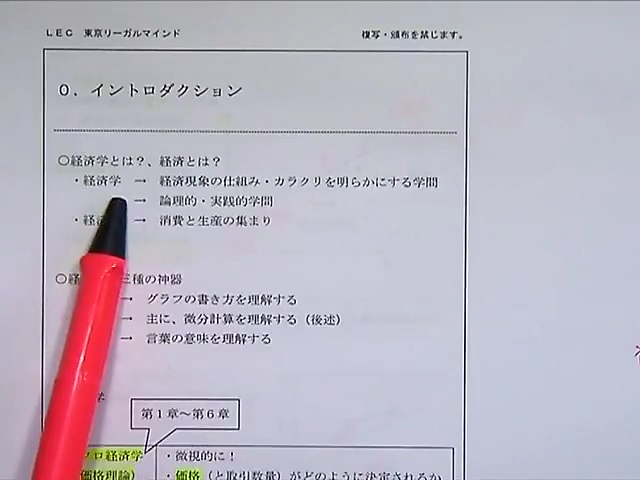 LEC 東京リーガルマインド
複写・頒布を禁じます。
0．イントロダクション
○経済学とは？、経済とは？
・経済学 → 経済現象の仕組み・カラクリを明らかにする学問
→ 論理的・実践的学問
・経 → 消費と生産の集まり
○経 三種の神器
→ グラフの書き方を理解する
→ 主に、微分計算を理解する（後述）
→ 言葉の意味を理解する
学
第1章～第6章
ロ経済学
・微視的に！
価格理論）
・価格（と取引数量）がどのように決定されるか